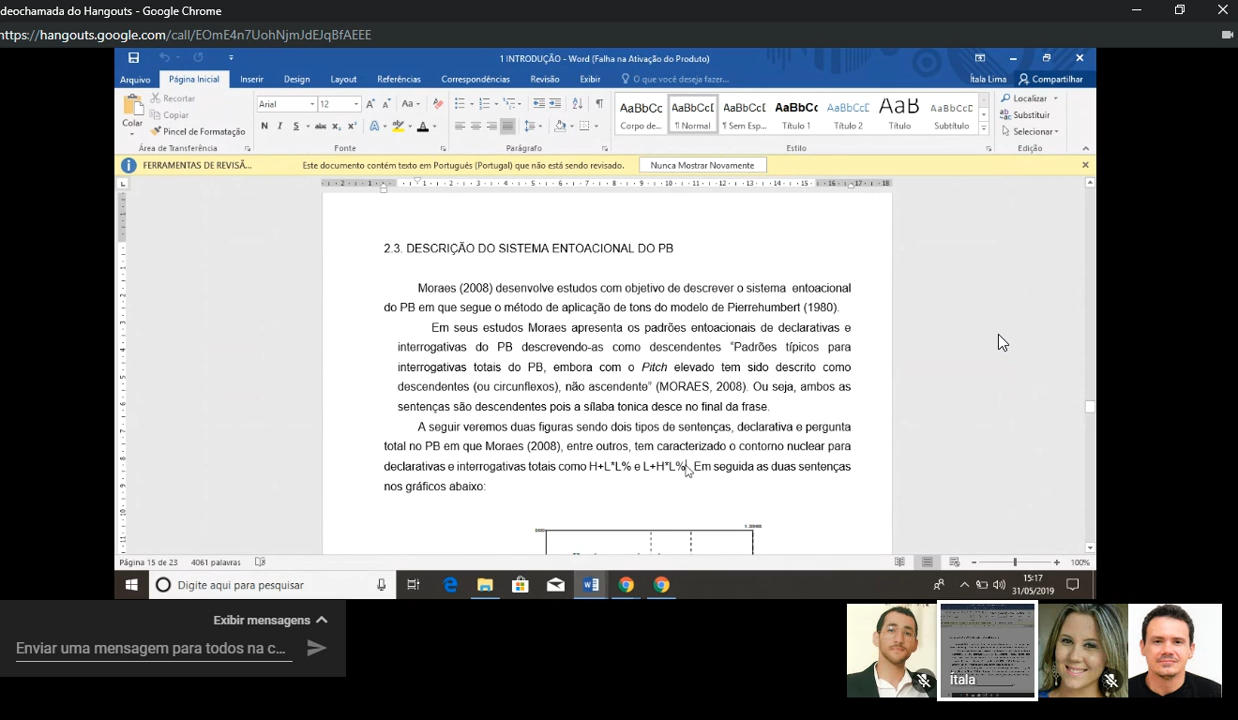 deochamada do Hangouts - Google Chrome
https://hangouts.google.com/call/EOmE4n7UohNjmJdEJqBfAEEE
1 INTRODUÇÃO - Word (Falha na Ativação do Produto)
Arquivo Página Inicial Inserir Design Layout Referências Correspondências Revisão Exibir O que você deseja fazer... Ítala Lima Compartilhar
Colar
Recortar
Copiar
Pincel de Formatação
Área de Transferência
Arial 12
N I S abc x₂ x²
Fonte
Parágrafo
AaBbCc AaBbCcD AaBbCcD AaBbCc AaBbCcD AaB AaBbCcD
Corpo de... ¶ Normal ¶ Sem Esp... Título 1 Título 2 Título Subtítulo
Estilo
Localizar
Substituir
Selecionar
Edição
FERRAMENTAS DE REVISÃ... Este documento contém texto em Português (Portugal) que não está sendo revisado. Nunca Mostrar Novamente
2.3. DESCRIÇÃO DO SISTEMA ENTOACIONAL DO PB
Moraes (2008) desenvolve estudos com objetivo de descrever o sistema entoacional
do PB em que segue o método de aplicação de tons do modelo de Pierrehumbert (1980).
Em seus estudos Moraes apresenta os padrões entoacionais de declarativas e
interrogativas do PB descrevendo-as como descendentes “Padrões típicos para
interrogativas totais do PB, embora com o Pitch elevado tem sido descrito como
descendentes (ou circunflexos), não ascendente” (MORAES, 2008). Ou seja, ambos as
sentenças são descendentes pois a sílaba tonica desce no final da frase.
A seguir veremos duas figuras sendo dois tipos de sentenças, declarativa e pergunta
total no PB em que Moraes (2008), entre outros, tem caracterizado o contorno nuclear para
declarativas e interrogativas totais como H+L*L% e L+H*L%. Em seguida as duas sentenças
nos gráficos abaixo:
Página 15 de 23 4061 palavras 100%
Digite aqui para pesquisar
15:17
31/05/2019
Exibir mensagens
Enviar uma mensagem para todos na c...
Ítala